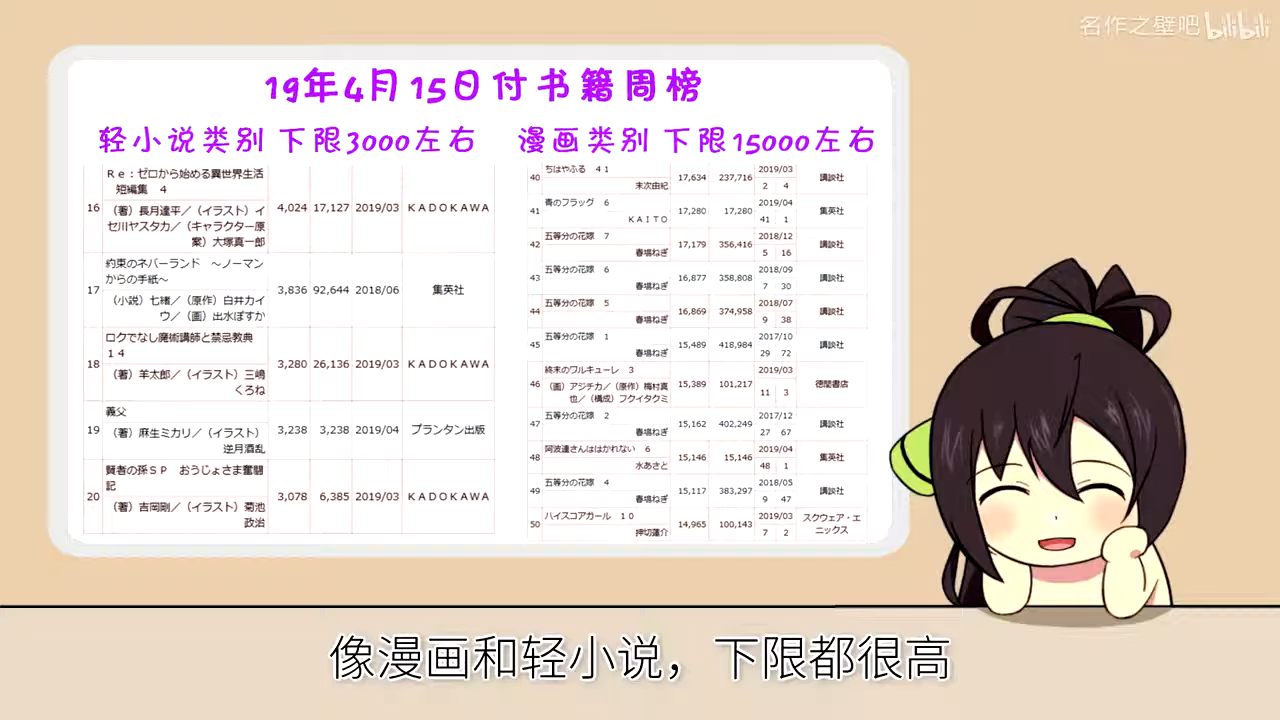 名作之壁吧 bilibili
19年4月15日付书籍周榜
轻小说类别 下限3000左右
漫画类别 下限15000左右
16 Ｒｅ：ゼロから始める異世界生活 短編集　４ 4,024 17,127 2019/03 ＫＡＤＯＫＡＷＡ
（著）長月達平／（イラスト）イセ川ヤスタカ／（キャラクター原案）大塚真一郎
17 約束のネバーランド　～ノーマンからの手紙～ 3,836 92,644 2018/06 集英社
（小説）七緒／（原作）白井カイウ／（画）出水ぽすか
18 ロクでなし魔術講師と禁忌教典　１４ 3,280 26,136 2019/03 ＫＡＤＯＫＡＷＡ
（著）羊太郎／（イラスト）三嶋くろね
19 義父 3,238 3,238 2019/04 プランタン出版
（著）麻生ミカリ／（イラスト）逆月酒乱
20 賢者の孫ＳＰ　おうじょさま奮闘記 3,078 6,385 2019/03 ＫＡＤＯＫＡＷＡ
（著）吉岡剛／（イラスト）菊池政治
40 ちはやふる　４１ 末次由紀 17,634 237,716 2019/03 2 4 講談社
41 青のフラッグ　６ ＫＡＩＴＯ 17,280 17,280 2019/04 41 1 集英社
42 五等分の花嫁　７ 春場ねぎ 17,179 356,416 2018/12 5 16 講談社
43 五等分の花嫁　６ 春場ねぎ 16,877 358,808 2018/09 7 30 講談社
44 五等分の花嫁　５ 春場ねぎ 16,869 374,958 2018/07 9 38 講談社
45 五等分の花嫁　１ 春場ねぎ 15,489 418,984 2017/10 29 72 講談社
46 終末のワルキューレ　３ （画）アジチカ／（原作）梅村真也／（構成）フクイタクミ 15,389 101,217 2019/03 11 3 徳間書店
47 五等分の花嫁　２ 春場ねぎ 15,162 402,249 2017/12 27 67 講談社
48 阿波連さんははかれない　６ 水あさと 15,146 15,146 2019/04 48 1 集英社
49 五等分の花嫁　４ 春場ねぎ 15,117 383,297 2018/05 9 47 講談社
50 ハイスコアガール　１０ 押切蓮介 14,965 100,143 2019/03 7 2 スクウェア・エニックス
像漫画和轻小说，下限都很高